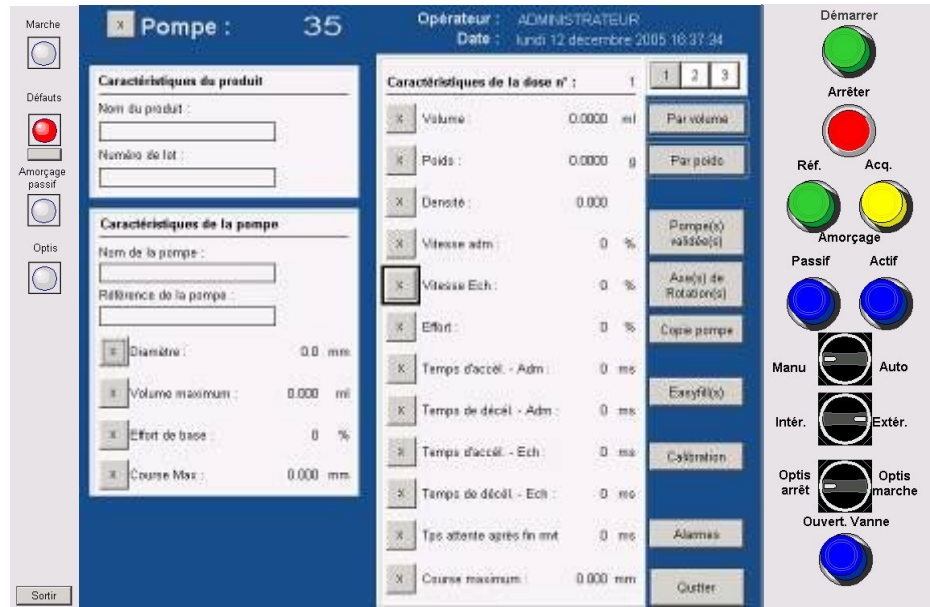 Marche
Défauts
Amorçage
passif
Optis
Sortir
x Pompe : 35
Opérateur : ADMINISTRATEUR
Date : lundi 12 décembre 2005 16:37:34
Caractéristiques du produit
Nom du produit :
Numéro de lot :
Caractéristiques de la pompe
Nom de la pompe :
Référence de la pompe :
x Diamètre : 0.0 mm
x Volume maximum : 0.000 ml
x Effort de base : 0 %
x Course Max : 0.000 mm
Caractéristiques de la dose n° : 1
x Volume : 0.0000 ml
x Poids : 0.0000 g
x Densité : 0.000
x Vitesse adm : 0 %
x Vitesse Ech : 0 %
x Effort : 0 %
x Temps d'accél. - Adm : 0 ms
x Temps de décél. - Adm : 0 ms
x Temps d'accél. - Ech : 0 ms
x Temps de décél. - Ech : 0 ms
x Tps attente après fin mvt 0 ms
x Course maximum : 0.000 mm
1 2 3
Par volume
Par poids
Pompe(s)
validée(s)
Axe(s) de
Rotation(s)
Copie pompe
Easyfill(s)
Calibration
Alarmes
Quitter
Démarrer
Arrêter
Réf. Acq.
Amorçage
Passif Actif
Manu Auto
Intér. Extér.
Optis Optis
arrêt marche
Ouvert. Vanne